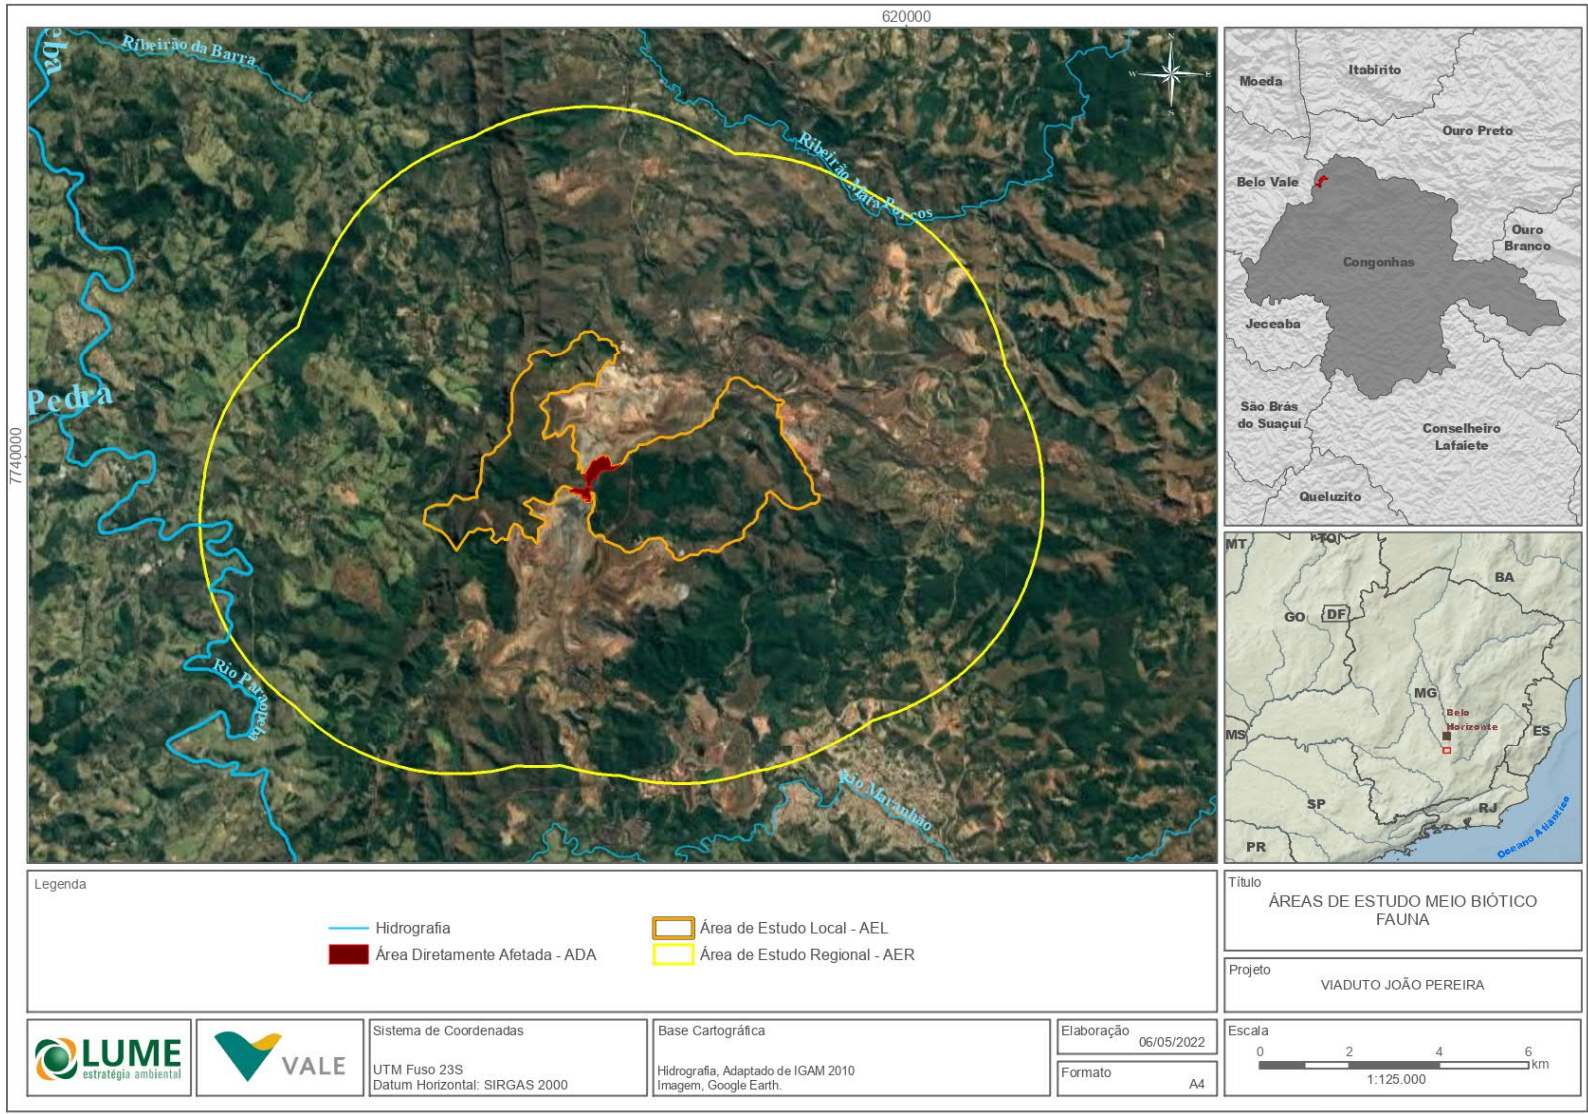 620000
7740000
eba
Ribeirão da Barra
Ribeirão Mata Porcos
Pedra
Rio Paraopeba
Rio Maranhão
N
W
E
S
Moeda
Itabirito
Ouro Preto
Belo Vale
Ouro
Branco
Congonhas
Jeceaba
São Brás
do Suaçuí
Conselheiro
Lafaiete
Queluzito
MT
TO
BA
GO
DF
MG
Belo
Horizonte
MS
ES
SP
RJ
PR
Oceano Atlântico
Legenda
Hidrografia
Área Diretamente Afetada - ADA
Área de Estudo Local - AEL
Área de Estudo Regional - AER
Título
ÁREAS DE ESTUDO MEIO BIÓTICO
FAUNA
Projeto
VIADUTO JOÃO PEREIRA
LUME
estratégia ambiental
VALE
Sistema de Coordenadas
UTM Fuso 23S
Datum Horizontal: SIRGAS 2000
Base Cartográfica
Hidrografia, Adaptado de IGAM 2010
Imagem, Google Earth.
Elaboração
06/05/2022
Formato
A4
Escala
0 2 4 6
km
1:125.000